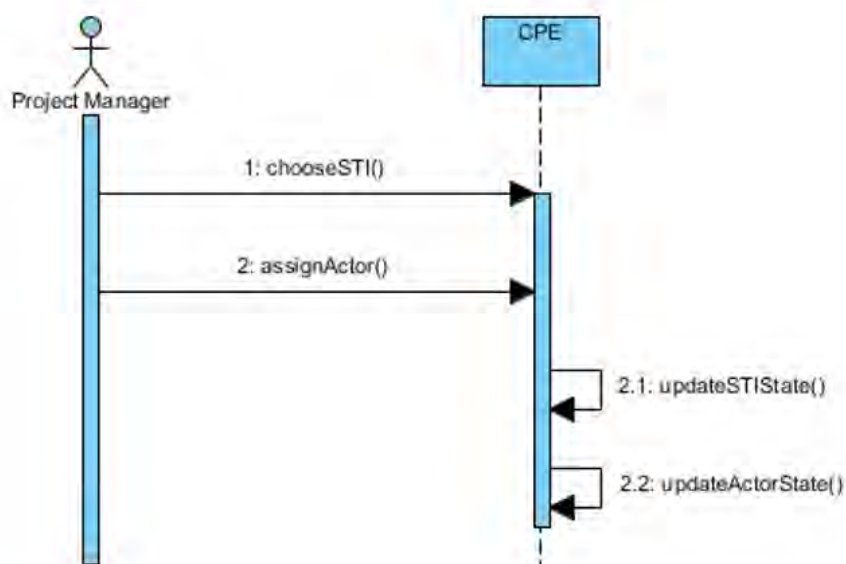 CPE
Project Manager
1: chooseSTI()
2: assignActor()
2.1: updateSTIState()
2.2: updateActorState()